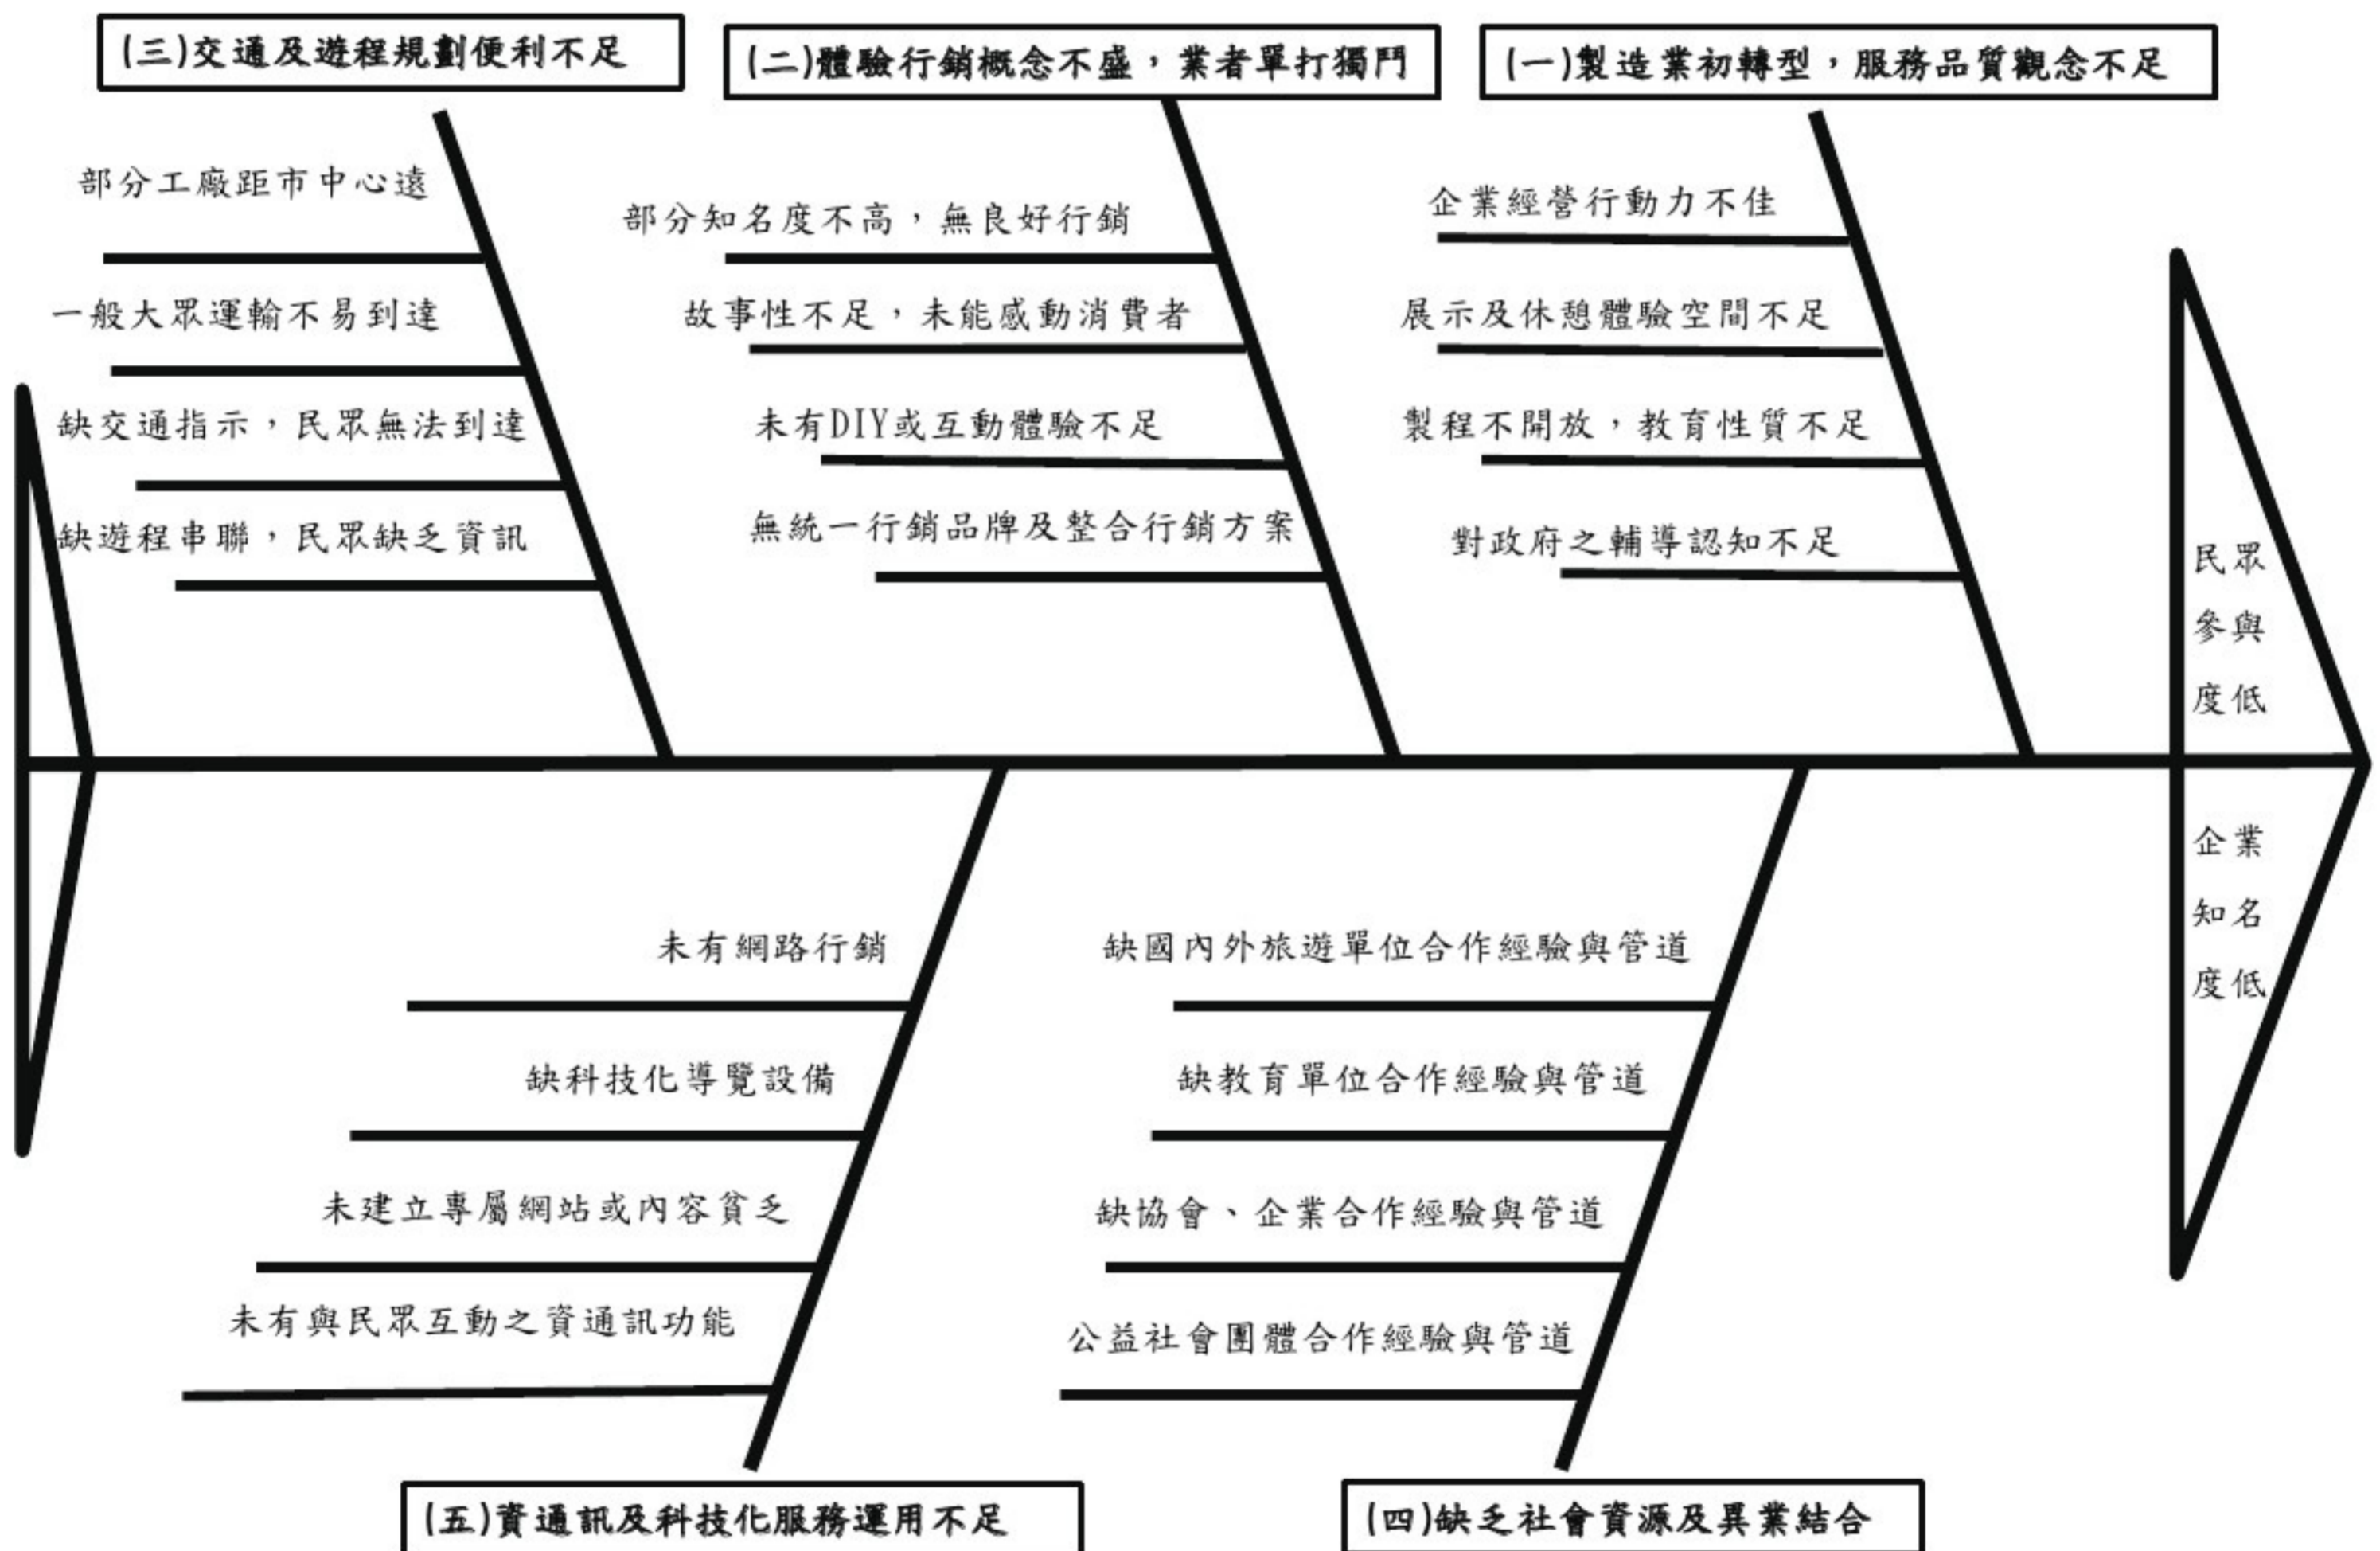 (三)交通及遊程規劃便利不足
部分工廠距市中心遠
一般大眾運輸不易到達
缺交通指示，民眾無法到達
缺遊程串聯，民眾缺乏資訊
(二)體驗行銷概念不盛，業者單打獨鬥
部分知名度不高，無良好行銷
故事性不足，未能感動消費者
未有DIY或互動體驗不足
無統一行銷品牌及整合行銷方案
(一)製造業初轉型，服務品質觀念不足
企業經營行動力不佳
展示及休憩體驗空間不足
製程不開放，教育性質不足
對政府之輔導認知不足
民眾
參與
度低
企業
知名
度低
未有網路行銷
缺科技化導覽設備
未建立專屬網站或內容貧乏
未有與民眾互動之資通訊功能
(五)資通訊及科技化服務運用不足
缺國內外旅遊單位合作經驗與管道
缺教育單位合作經驗與管道
缺協會、企業合作經驗與管道
公益社會團體合作經驗與管道
(四)缺乏社會資源及異業結合